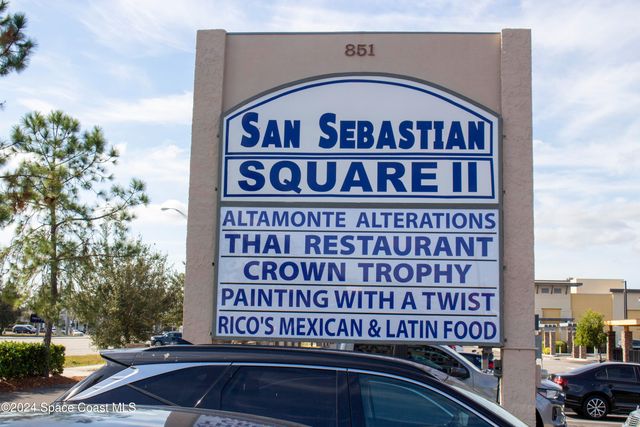 851
SAN SEBASTIAN
SQUARE II
ALTAMONTE ALTERATIONS
THAI RESTAURANT
CROWN TROPHY
PAINTING WITH A TWIST
RICO'S MEXICAN & LATIN FOOD
©2024 Space Coast MLS